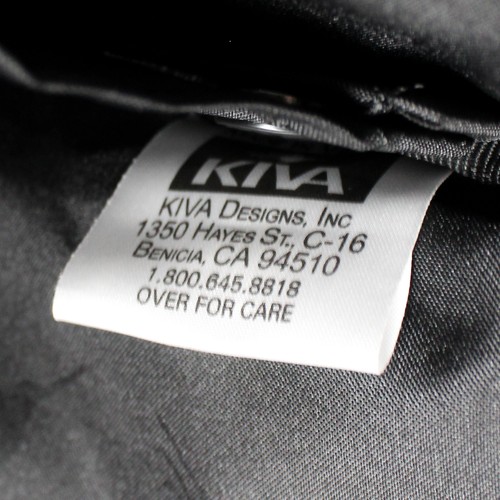 KIVA
KIVA DESIGNS, INC
1350 HAYES ST., C-16
BENICIA, CA 94510
1.800.645.8818
OVER FOR CARE